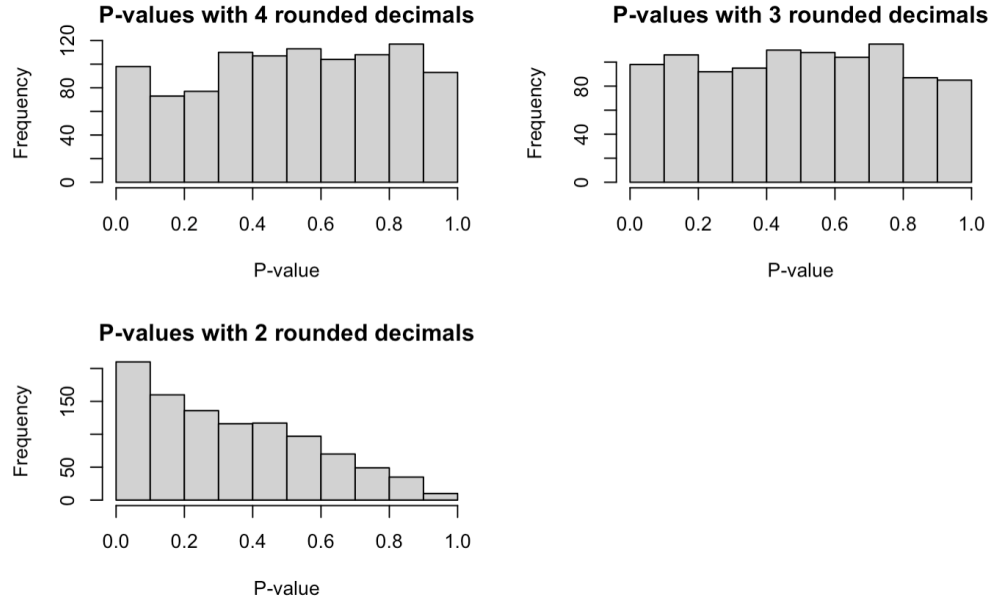 P-values with 4 rounded decimals
Frequency
0 40 80 120
0.0 0.2 0.4 0.6 0.8 1.0
P-value
P-values with 3 rounded decimals
Frequency
0 40 80
0.0 0.2 0.4 0.6 0.8 1.0
P-value
P-values with 2 rounded decimals
Frequency
0 50 150
0.0 0.2 0.4 0.6 0.8 1.0
P-value